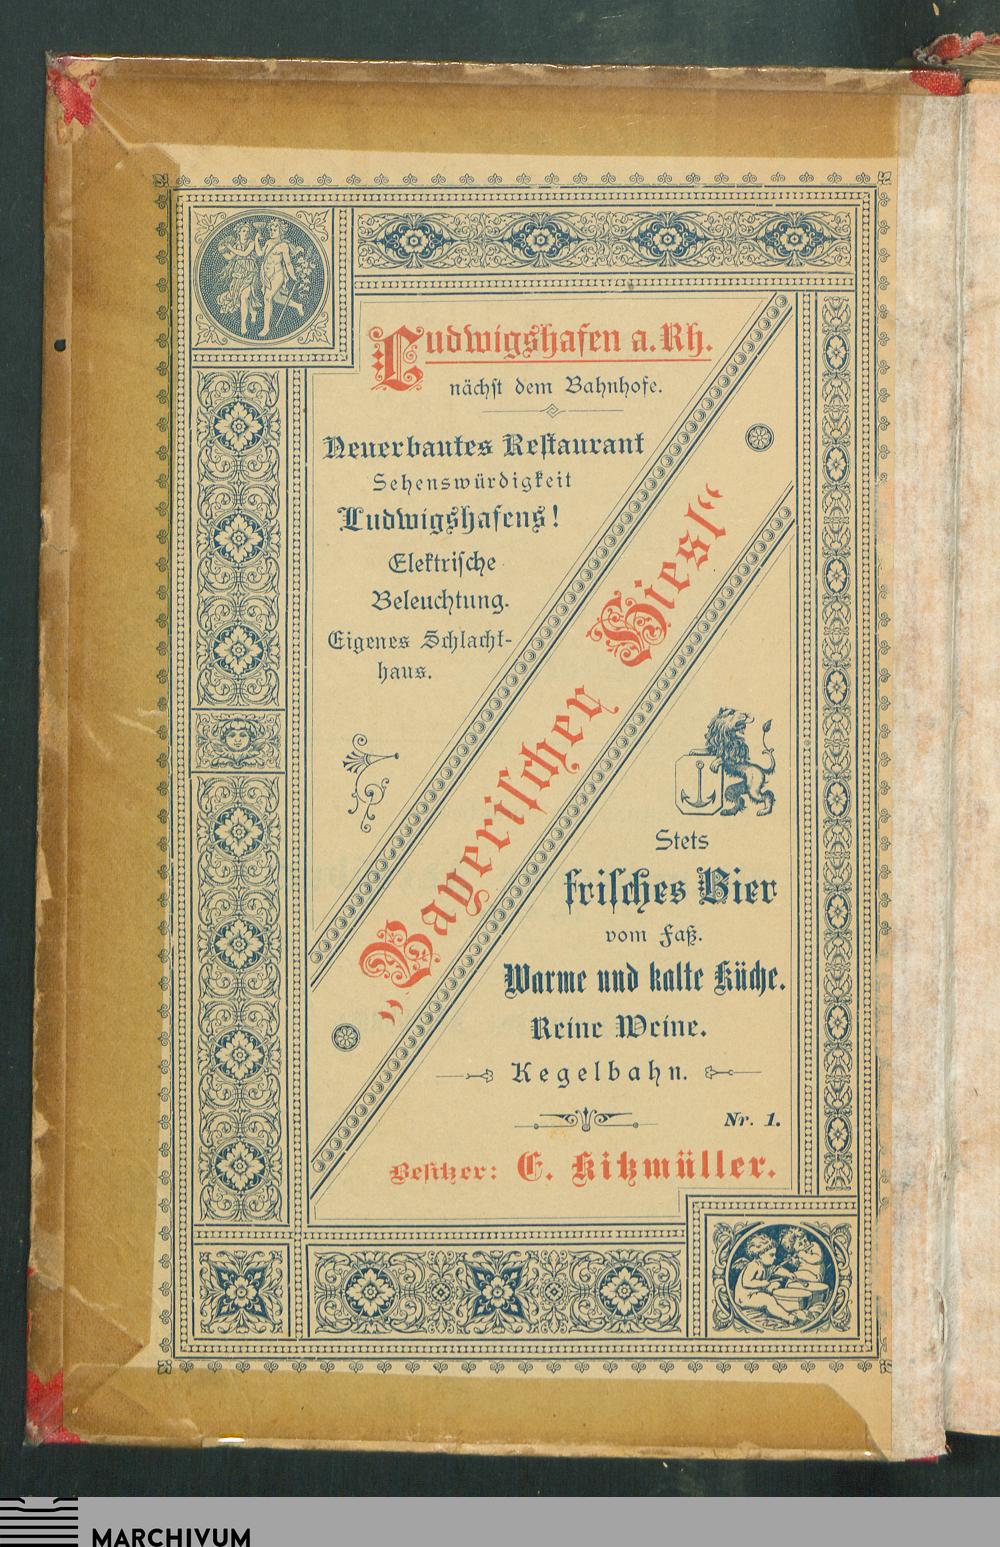 Ludwigshafen a. Rh.
nächst dem Bahnhofe.
Neuerbautes Restaurant
Sehenswürdigkeit
Ludwigshafens!
Elektrische
Beleuchtung.
Eigenes Schlacht-
haus.
„Bayerischer Hiesl“
Stets
frisches Bier
vom Faß.
Warme und kalte Küche.
Reine Weine.
Kegelbahn.
Nr. 1.
Besitzer: E. Kitzmüller.
MARCHIVUM